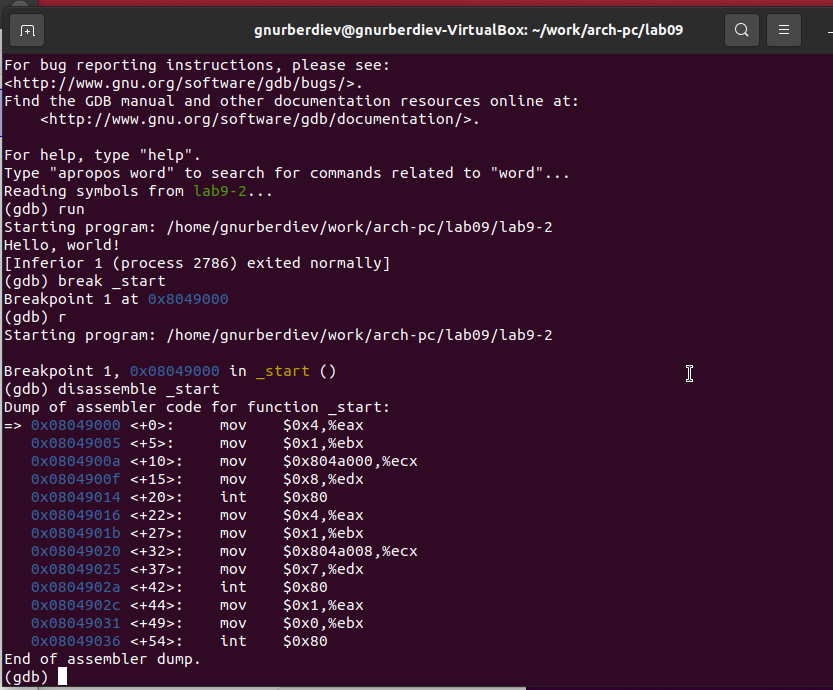 gnurberdiev@gnurberdiev-VirtualBox: ~/work/arch-pc/lab09
For bug reporting instructions, please see:
<http://www.gnu.org/software/gdb/bugs/>.
Find the GDB manual and other documentation resources online at:
    <http://www.gnu.org/software/gdb/documentation/>.

For help, type "help".
Type "apropos word" to search for commands related to "word"...
Reading symbols from lab9-2...
(gdb) run
Starting program: /home/gnurberdiev/work/arch-pc/lab09/lab9-2
Hello, world!
[Inferior 1 (process 2786) exited normally]
(gdb) break _start
Breakpoint 1 at 0x8049000
(gdb) r
Starting program: /home/gnurberdiev/work/arch-pc/lab09/lab9-2

Breakpoint 1, 0x08049000 in _start ()
(gdb) disassemble _start
Dump of assembler code for function _start:
=> 0x08049000 <+0>:	mov    $0x4,%eax
   0x08049005 <+5>:	mov    $0x1,%ebx
   0x0804900a <+10>:	mov    $0x804a000,%ecx
   0x0804900f <+15>:	mov    $0x8,%edx
   0x08049014 <+20>:	int    $0x80
   0x08049016 <+22>:	mov    $0x4,%eax
   0x0804901b <+27>:	mov    $0x1,%ebx
   0x08049020 <+32>:	mov    $0x804a008,%ecx
   0x08049025 <+37>:	mov    $0x7,%edx
   0x0804902a <+42>:	int    $0x80
   0x0804902c <+44>:	mov    $0x1,%eax
   0x08049031 <+49>:	mov    $0x0,%ebx
   0x08049036 <+54>:	int    $0x80
End of assembler dump.
(gdb)